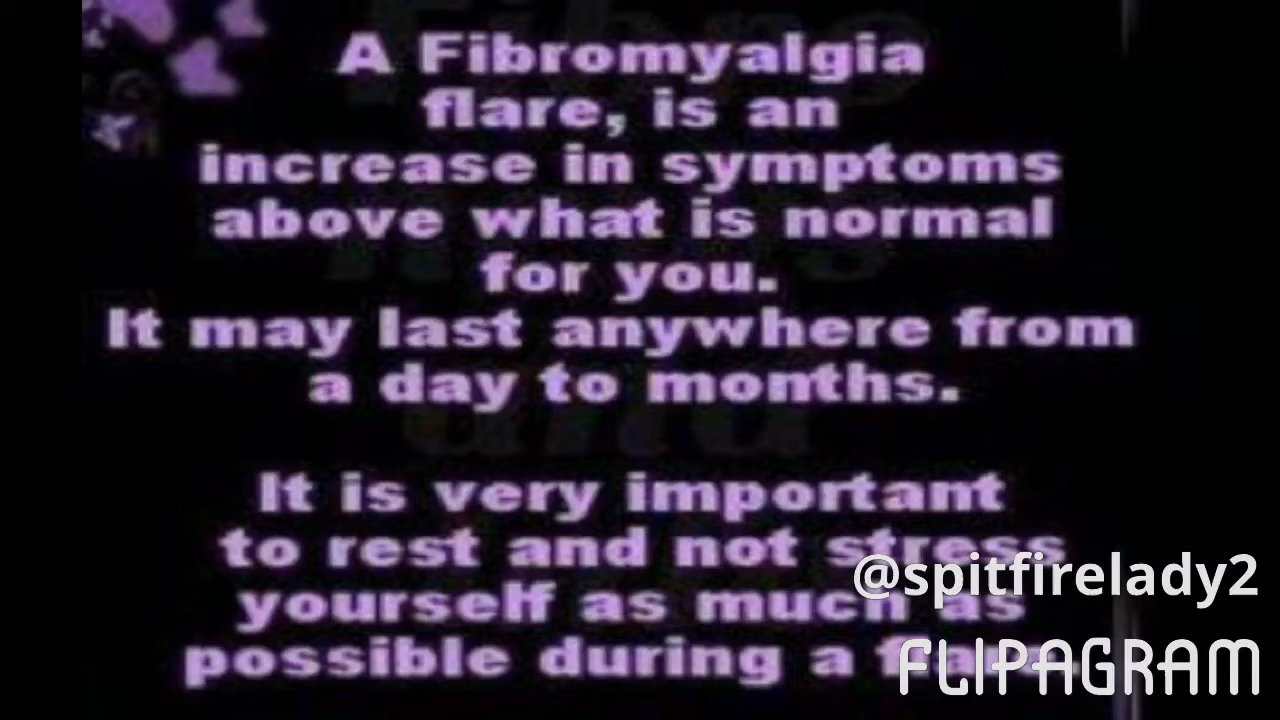 A Fibromyalgia
flare, is an
increase in symptoms
above what is normal
for you.
It may last anywhere from
a day to months.
It is very important
to rest and not stress
yourself as much as
possible during a
@spitfirelady2
FLIPAGRAM